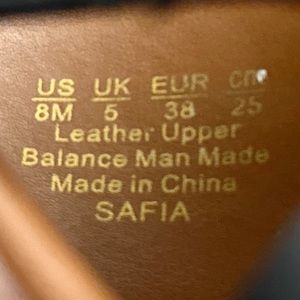 US UK EUR cm
8M 5 38 25
Leather Upper
Balance Man Made
Made in China
SAFIA